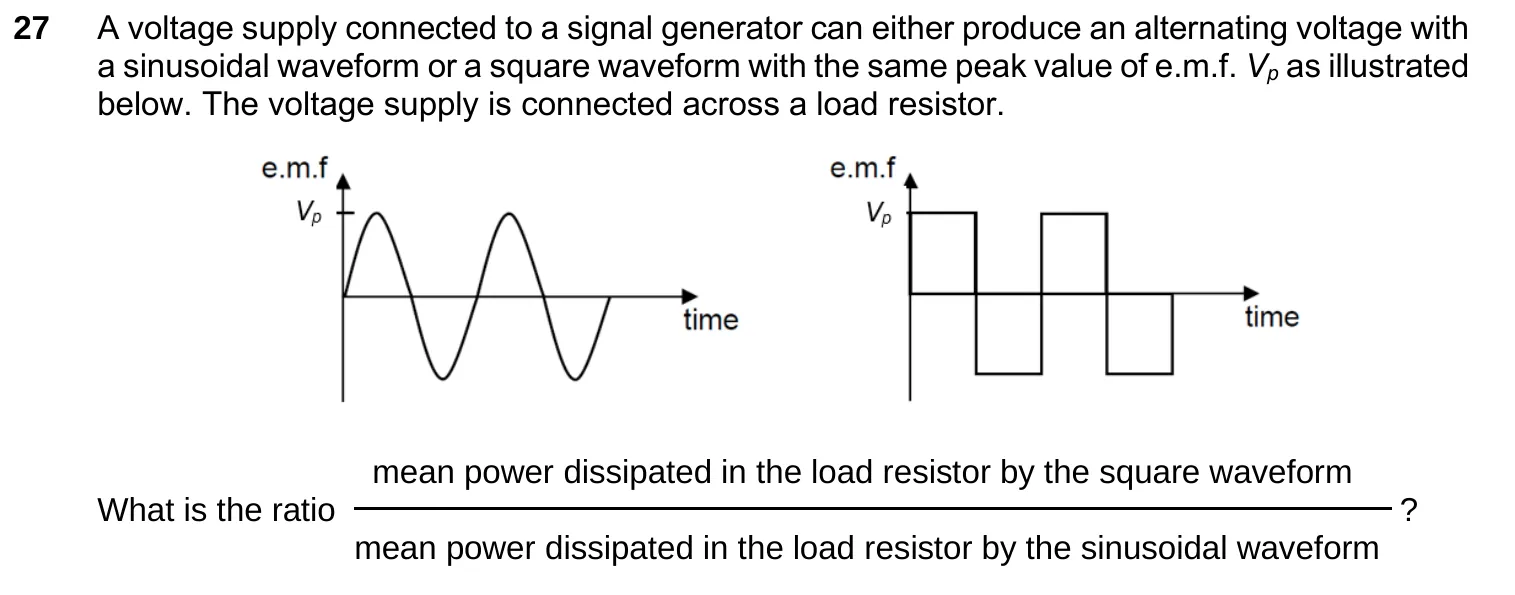 27 A voltage supply connected to a signal generator can either produce an alternating voltage with
a sinusoidal waveform or a square waveform with the same peak value of e.m.f. Vp as illustrated
below. The voltage supply is connected across a load resistor.
e.m.f
Vp
time
e.m.f
Vp
time
mean power dissipated in the load resistor by the square waveform
What is the ratio ?
mean power dissipated in the load resistor by the sinusoidal waveform